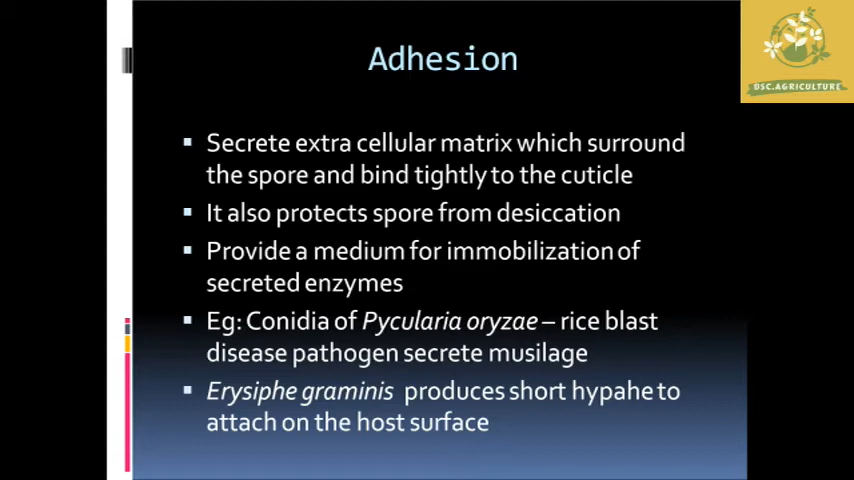 Adhesion
DSC.AGRICULTURE
Secrete extra cellular matrix which surround
the spore and bind tightly to the cuticle
It also protects spore from desiccation
Provide a medium for immobilization of
secreted enzymes
Eg: Conidia of Pycularia oryzae – rice blast
disease pathogen secrete musilage
Erysiphe graminis produces short hypahe to
attach on the host surface